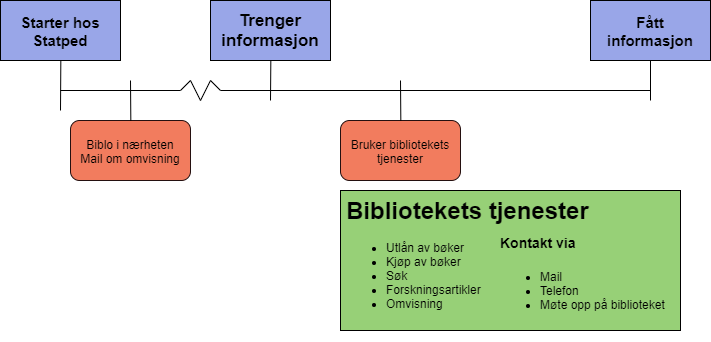 Starter hos
Statped
Trenger
informasjon
Fått
informasjon
Biblo i nærheten
Mail om omvisning
Bruker bibliotekets
tjenester
Bibliotekets tjenester
Utlån av bøker
Kjøp av bøker
Søk
Forskningsartikler
Omvisning
Kontakt via
Mail
Telefon
Møte opp på biblioteket